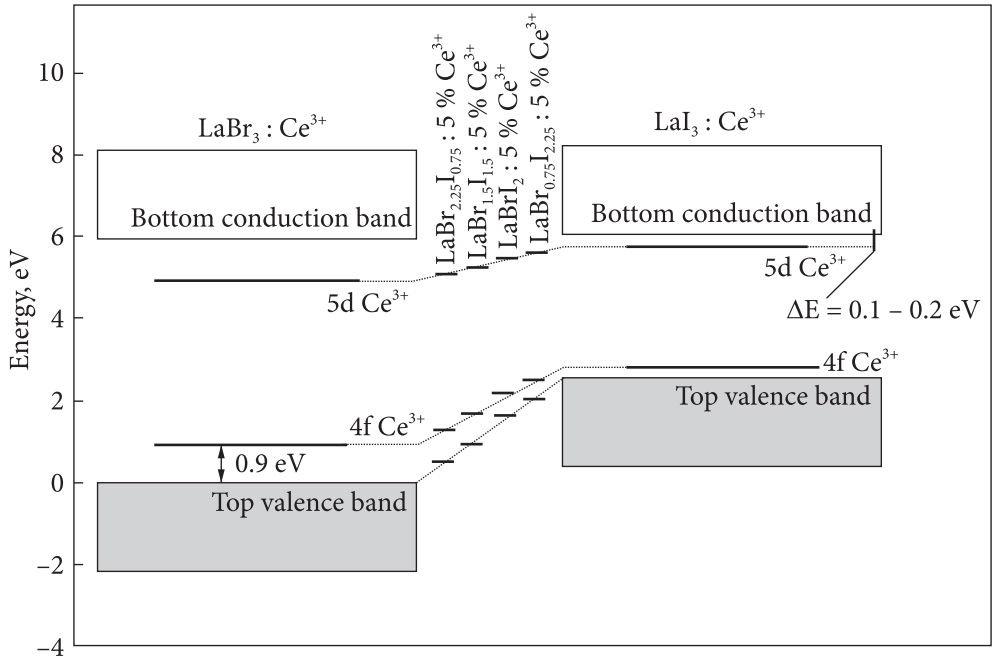 Energy, eV
10
8
6
4
2
0
−2
−4
LaBr₃ : Ce³⁺
Bottom conduction band
5d Ce³⁺
4f Ce³⁺
0.9 eV
Top valence band
LaBr₂.₂₅I₀.₇₅ : 5 % Ce³⁺
LaBr₁.₅I₁.₅ : 5 % Ce³⁺
LaBrI₂ : 5 % Ce³⁺
LaBr₀.₇₅I₂.₂₅ : 5 % Ce³⁺
LaI₃ : Ce³⁺
Bottom conduction band
5d Ce³⁺
ΔE = 0.1 – 0.2 eV
4f Ce³⁺
Top valence band